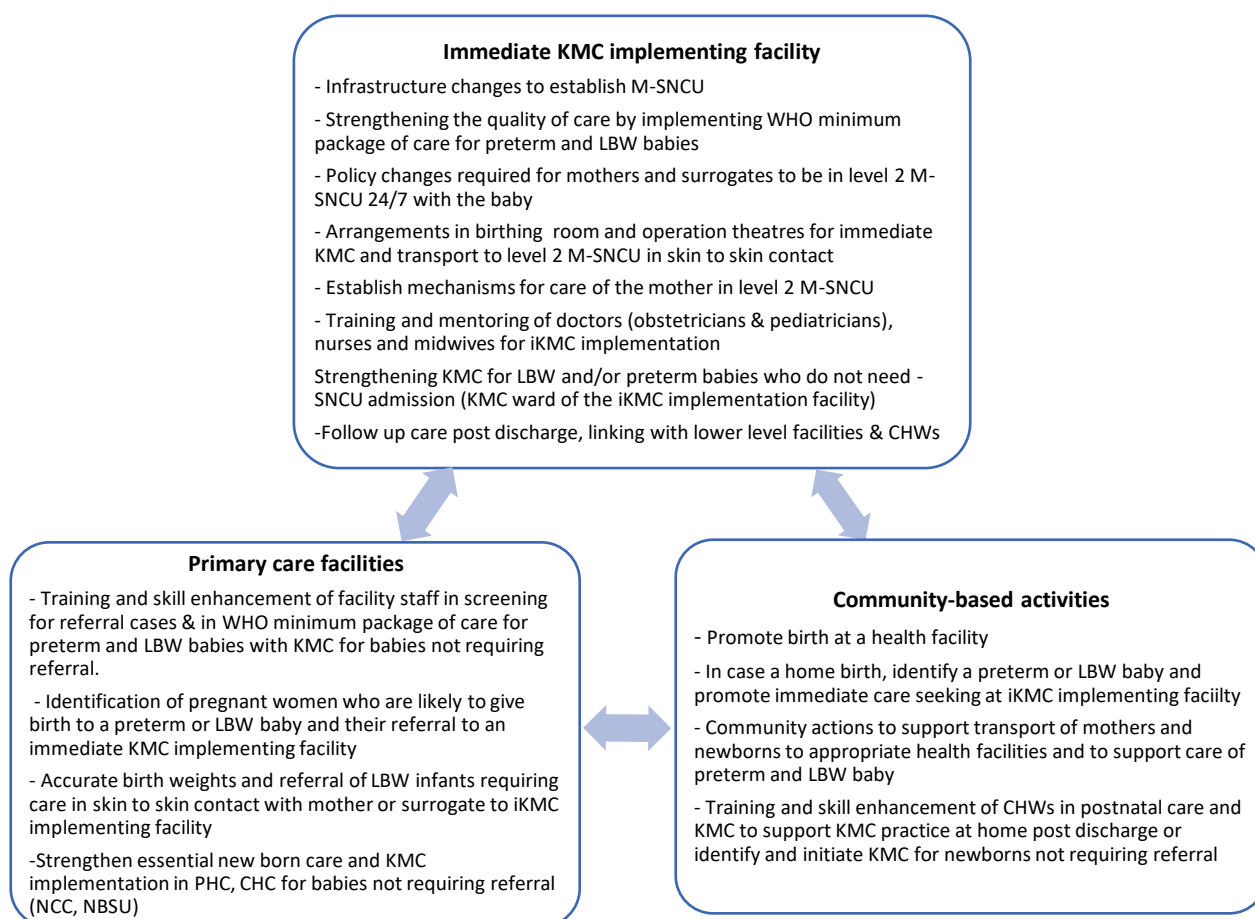 Immediate KMC implementing facility
- Infrastructure changes to establish M-SNCU
- Strengthening the quality of care by implementing WHO minimum
package of care for preterm and LBW babies
- Policy changes required for mothers and surrogates to be in level 2 M-
SNCU 24/7 with the baby
- Arrangements in birthing room and operation theatres for immediate
KMC and transport to level 2 M-SNCU in skin to skin contact
- Establish mechanisms for care of the mother in level 2 M-SNCU
- Training and mentoring of doctors (obstetricians & pediatricians),
nurses and midwives for iKMC implementation
Strengthening KMC for LBW and/or preterm babies who do not need -
SNCU admission (KMC ward of the iKMC implementation facility)
-Follow up care post discharge, linking with lower level facilities & CHWs
Primary care facilities
- Training and skill enhancement of facility staff in screening
for referral cases & in WHO minimum package of care for
preterm and LBW babies with KMC for babies not requiring
referral.
- Identification of pregnant women who are likely to give
birth to a preterm or LBW baby and their referral to an
immediate KMC implementing facility
- Accurate birth weights and referral of LBW infants requiring
care in skin to skin contact with mother or surrogate to iKMC
implementing facility
-Strengthen essential new born care and KMC
implementation in PHC, CHC for babies not requiring referral
(NCC, NBSU)
Community-based activities
- Promote birth at a health facility
- In case a home birth, identify a preterm or LBW baby and
promote immediate care seeking at iKMC implementing faciilty
- Community actions to support transport of mothers and
newborns to appropriate health facilities and to support care of
preterm and LBW baby
- Training and skill enhancement of CHWs in postnatal care and
KMC to support KMC practice at home post discharge or
identify and initiate KMC for newborns not requiring referral